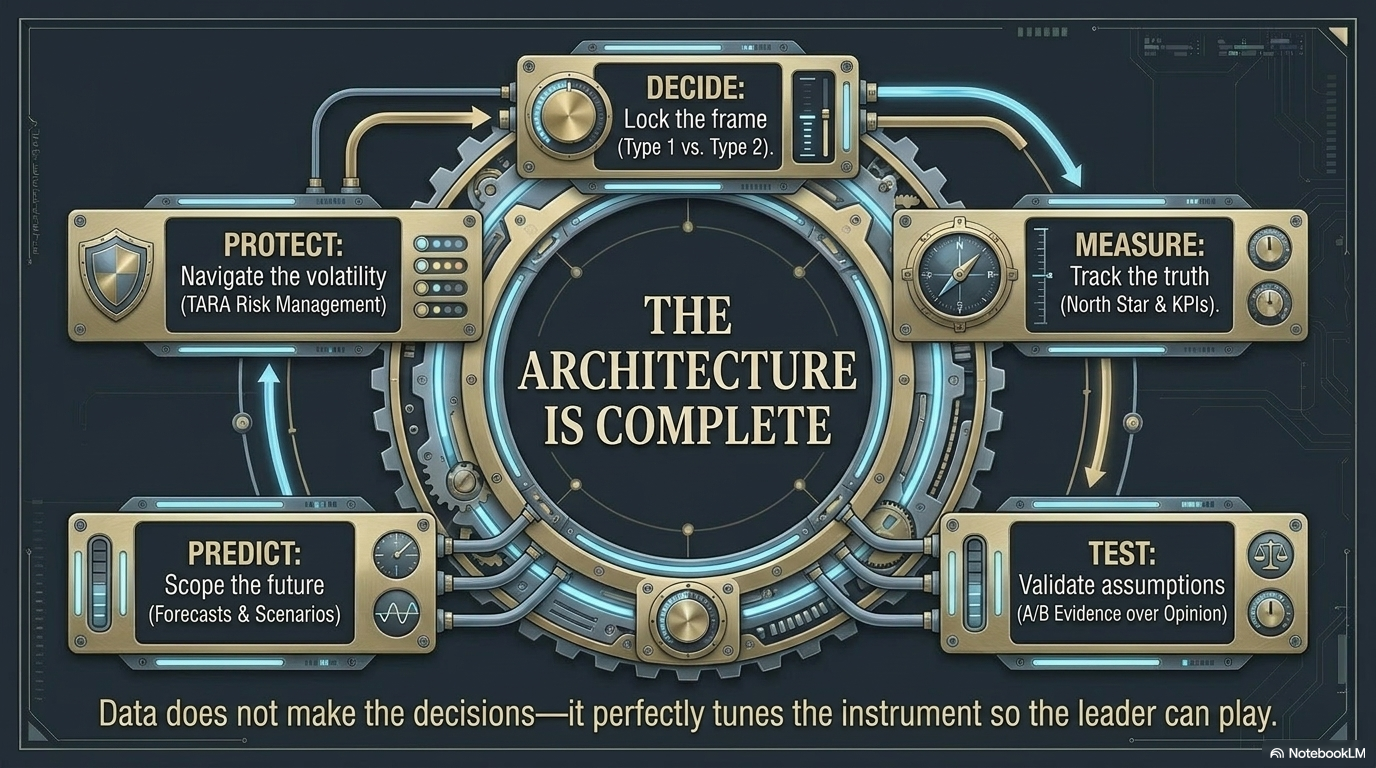 DECIDE:
Lock the frame
(Type 1 vs. Type 2).
PROTECT:
Navigate the volatility
(TARA Risk Management)
MEASURE:
Track the truth
(North Star & KPIs).
THE
ARCHITECTURE
IS COMPLETE
PREDICT:
Scope the future
(Forecasts & Scenarios)
TEST:
Validate assumptions
(A/B Evidence over Opinion)
Data does not make the decisions—it perfectly tunes the instrument so the leader can play.
NotebookLM